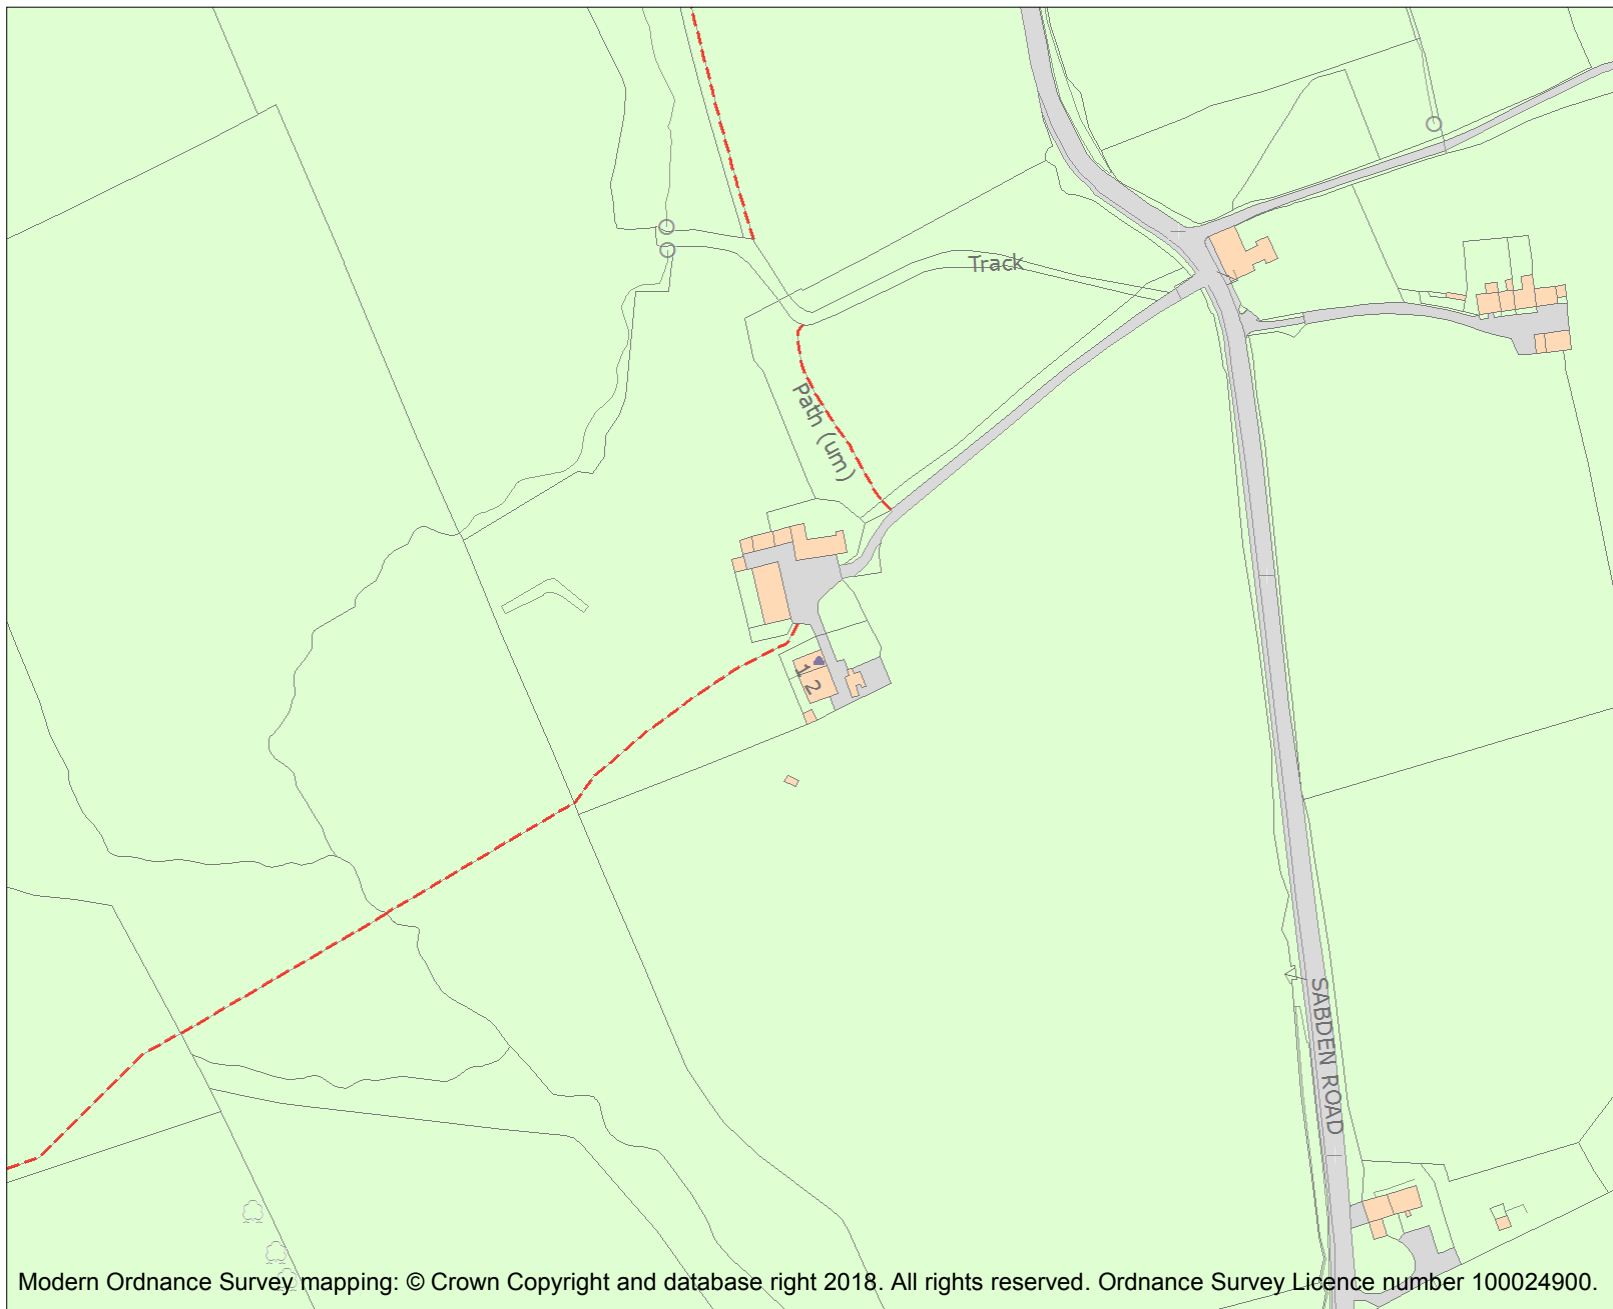 Track
Path (um)
1
2
SABDEN ROAD
Modern Ordnance Survey mapping: © Crown Copyright and database right 2018. All rights reserved. Ordnance Survey Licence number 100024900.